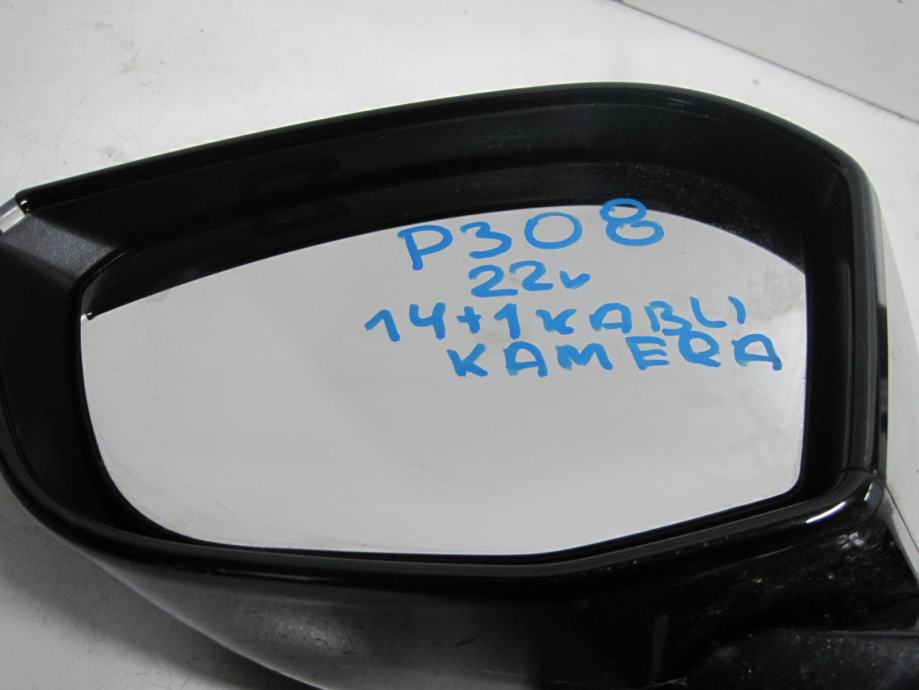 P308
22v
14+1 KABLI
KAMERA